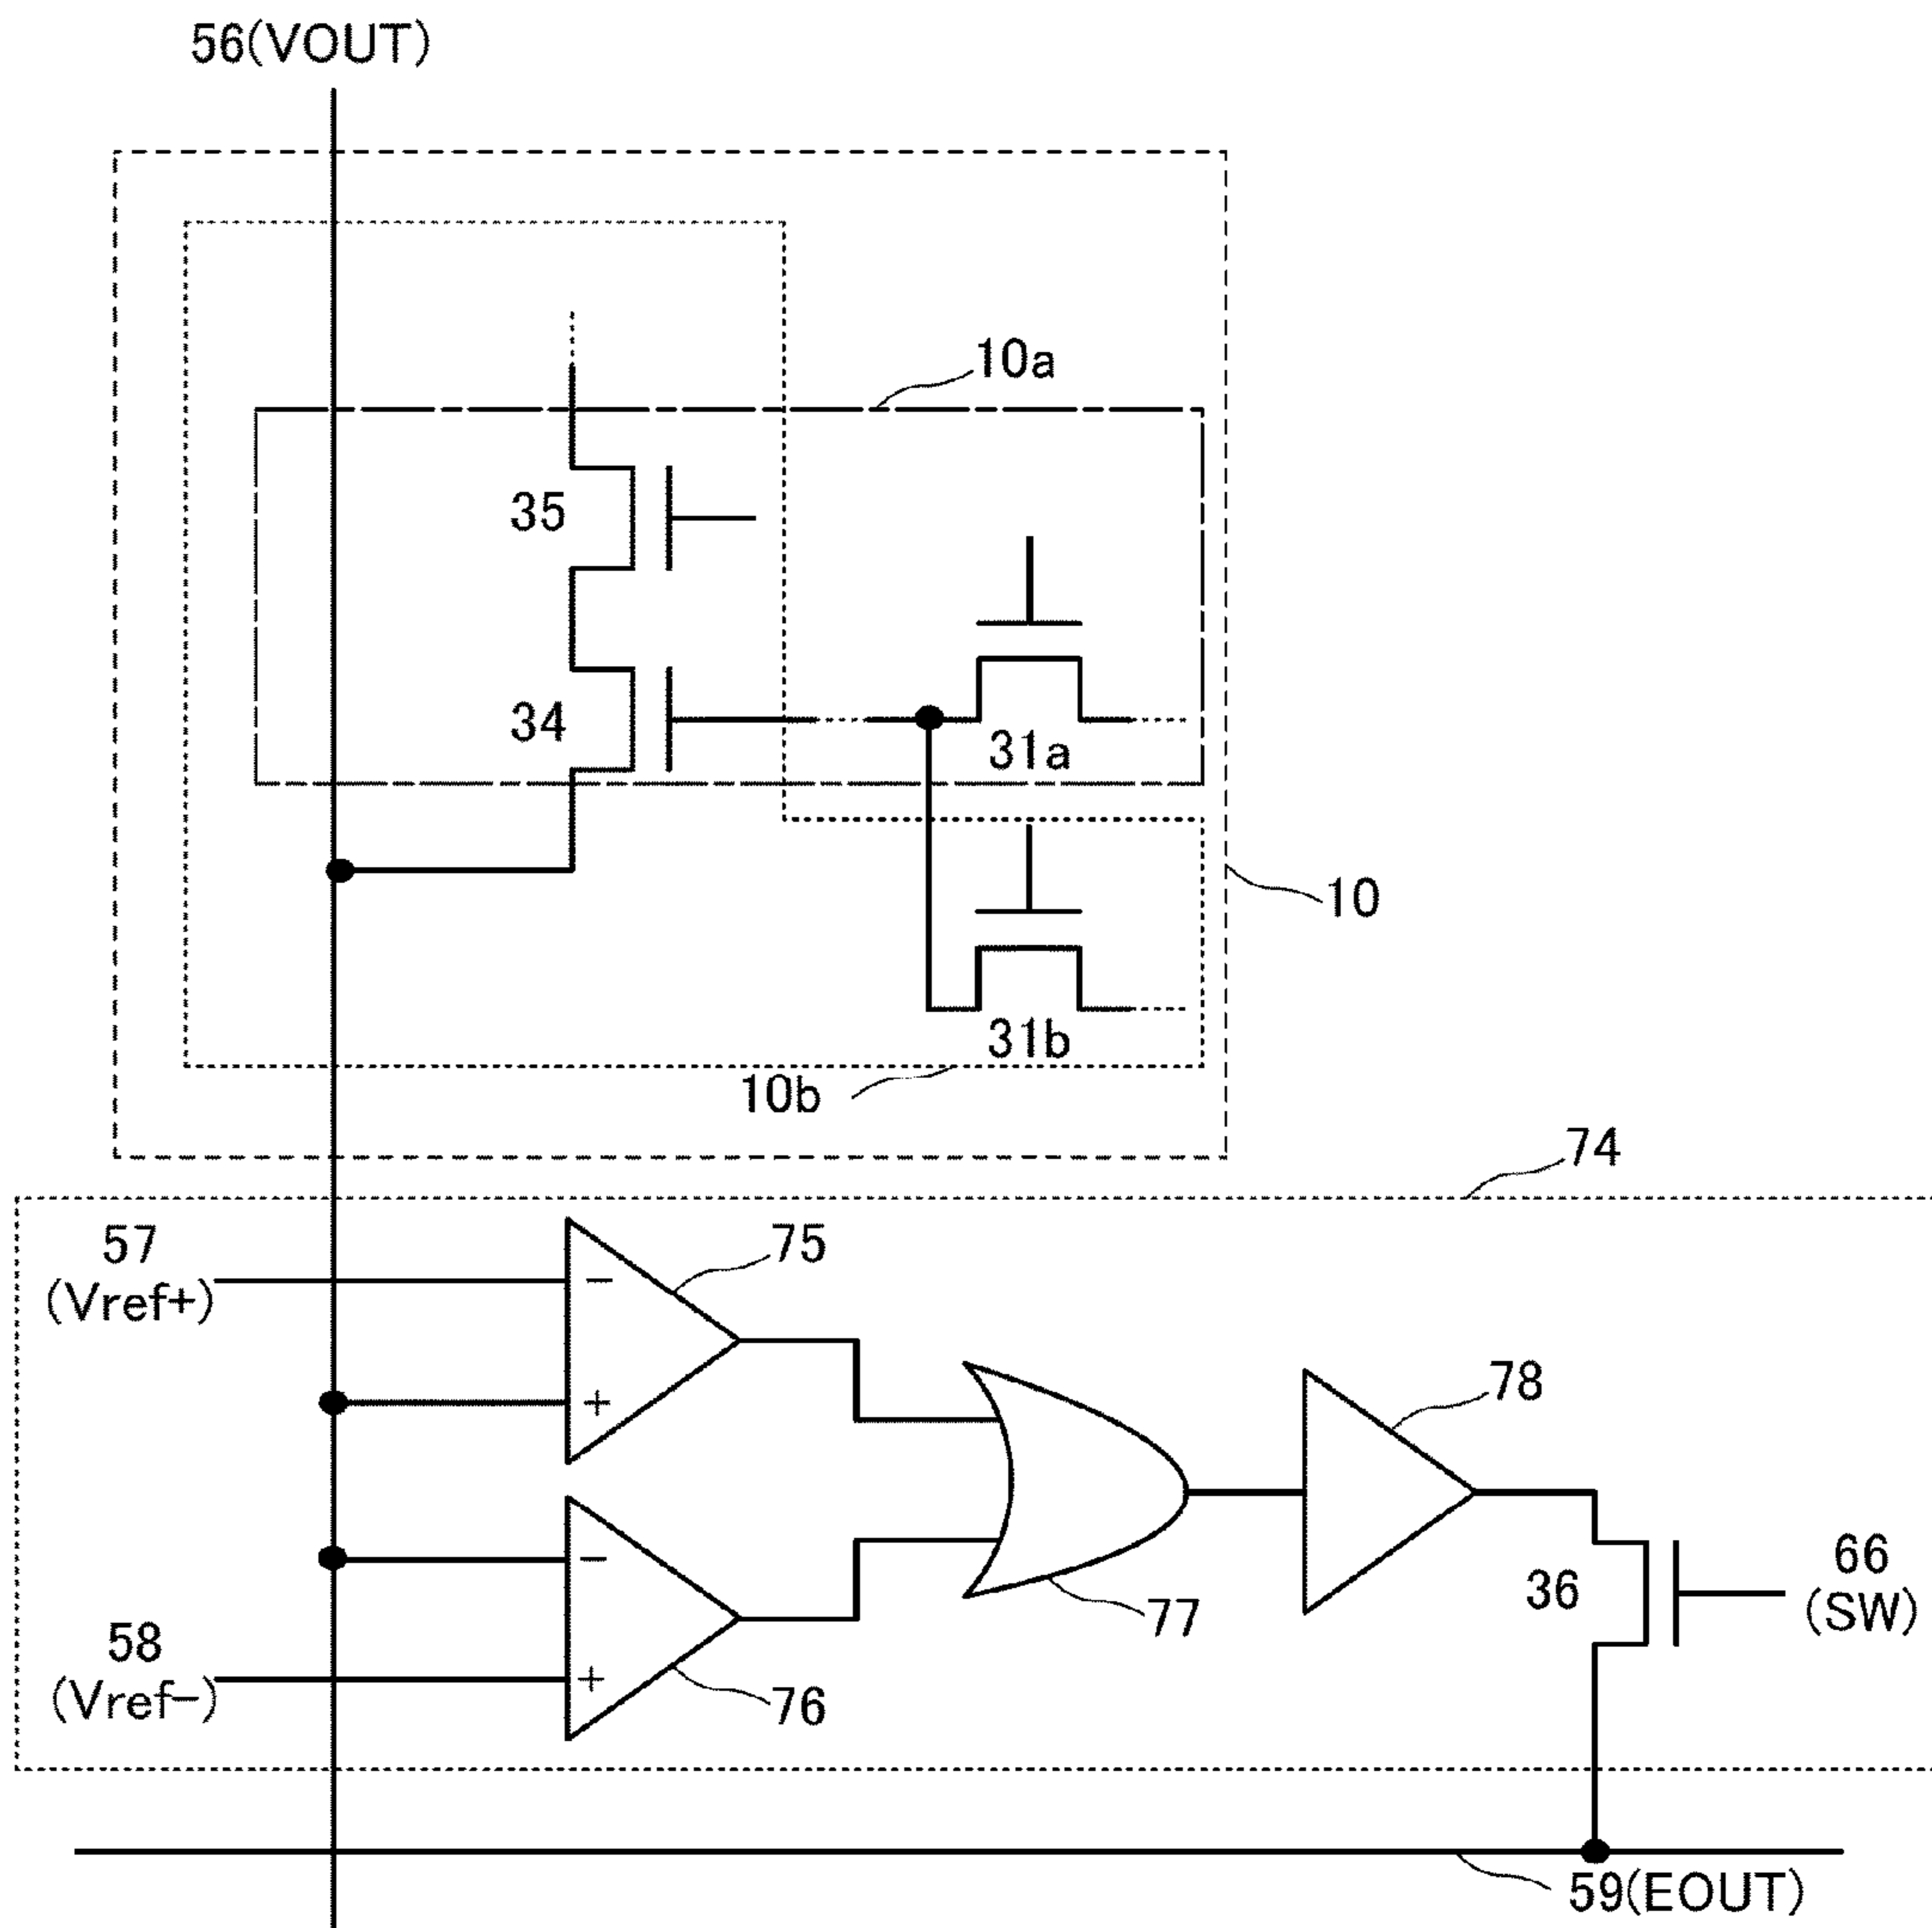 56(VOUT)
10a
35
34
31a
10
31b
10b
74
57
(Vref+)
75
−
+
78
−
+
77
36
66
(SW)
58
(Vref−)
76
59(EOUT)